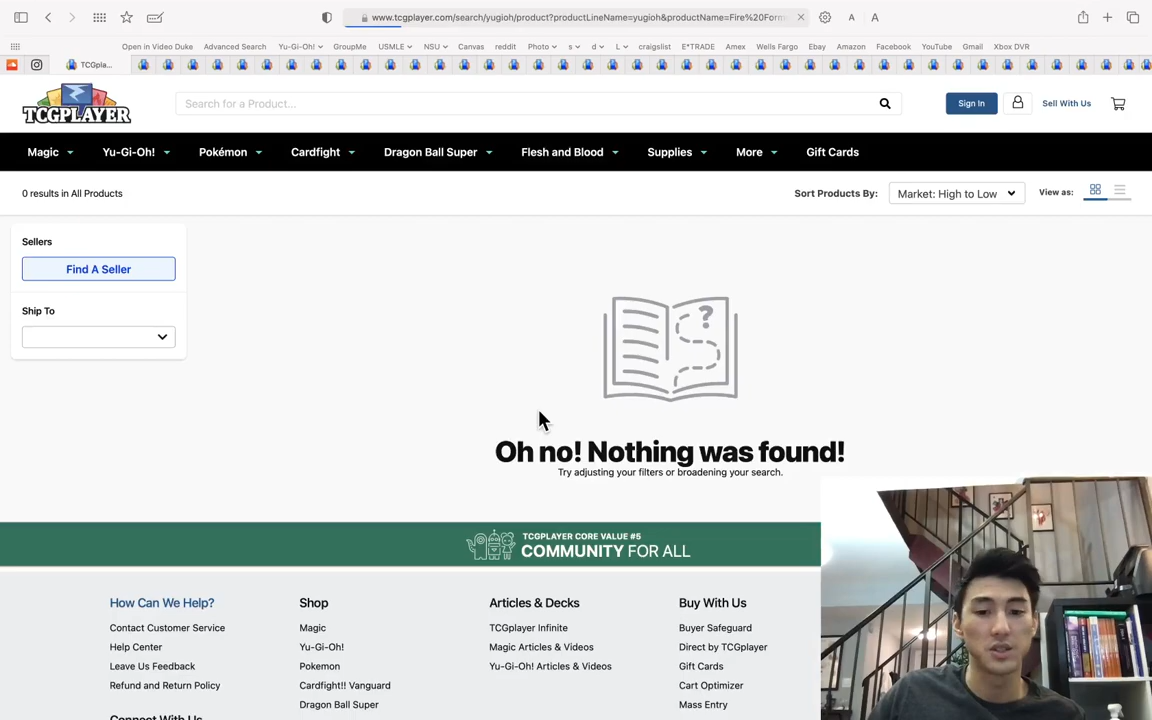 www.tcgplayer.com/search/yugioh/product?productLineName=yugioh&productName=Fire%20Form
A A
Open in Video Duke Advanced Search Yu-Gi-Oh! GroupMe USMLE NSU Canvas reddit Photo s d L craigslist E*TRADE Amex Wells Fargo Ebay Amazon Facebook YouTube Gmail Xbox DVR
TCGpla...
TCGPLAYER
Search for a Product...
Sign In
Sell With Us
Magic Yu-Gi-Oh! Pokémon Cardfight Dragon Ball Super Flesh and Blood Supplies More Gift Cards
0 results in All Products
Sort Products By: Market: High to Low View as:
Sellers
Find A Seller
Ship To
?
Oh no! Nothing was found!
Try adjusting your filters or broadening your search.
TCGPLAYER CORE VALUE #5
COMMUNITY FOR ALL
How Can We Help?
Contact Customer Service
Help Center
Leave Us Feedback
Refund and Return Policy
Connect With Us
Shop
Magic
Yu-Gi-Oh!
Pokemon
Cardfight!! Vanguard
Dragon Ball Super
Articles & Decks
TCGplayer Infinite
Magic Articles & Videos
Yu-Gi-Oh! Articles & Videos
Buy With Us
Buyer Safeguard
Direct by TCGplayer
Gift Cards
Cart Optimizer
Mass Entry